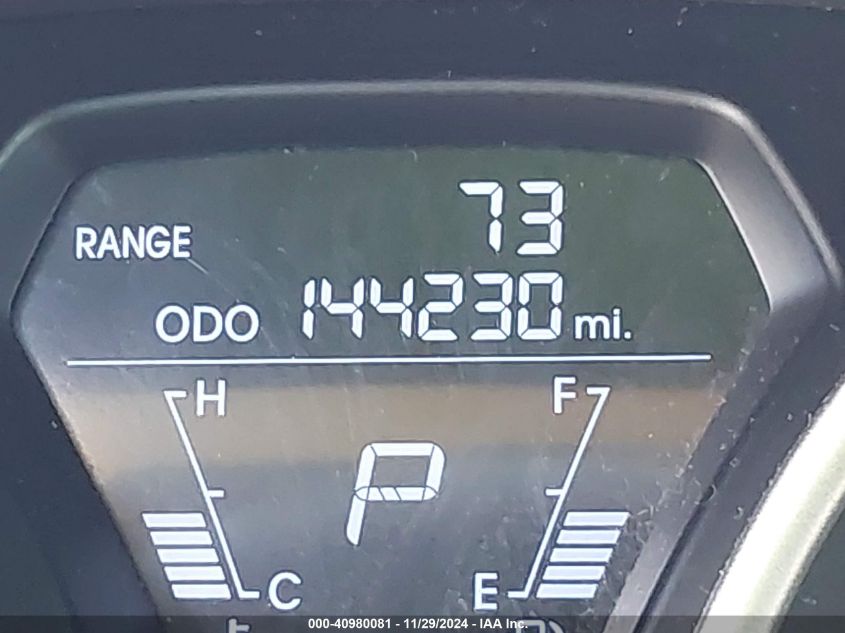 RANGE 73
ODO 144230 mi.
H F
P
C E
000-40980081 - 11/29/2024 - IAA Inc.